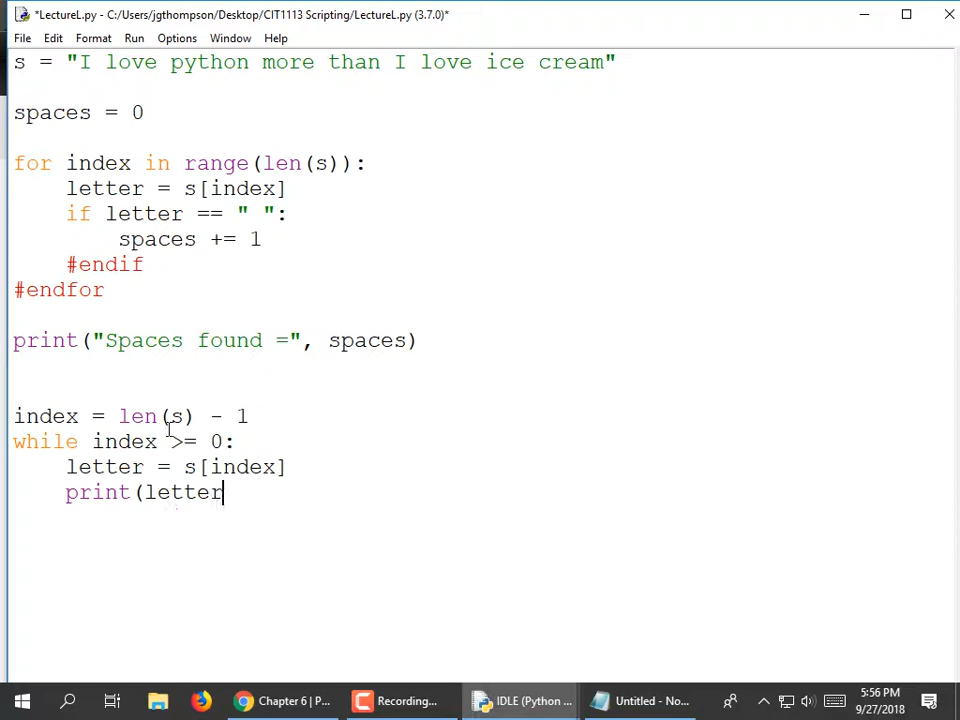 *LectureL.py - C:/Users/jgthompson/Desktop/CIT1113 Scripting/LectureL.py (3.7.0)*
File Edit Format Run Options Window Help
s = "I love python more than I love ice cream"
spaces = 0
for index in range(len(s)):
    letter = s[index]
    if letter == " ":
        spaces += 1
    #endif
#endfor
print("Spaces found =", spaces)
index = len(s) - 1
while index >= 0:
    letter = s[index]
    print(letter
Chapter 6 | P... Recording... IDLE (Python ... Untitled - No... 5:56 PM
9/27/2018